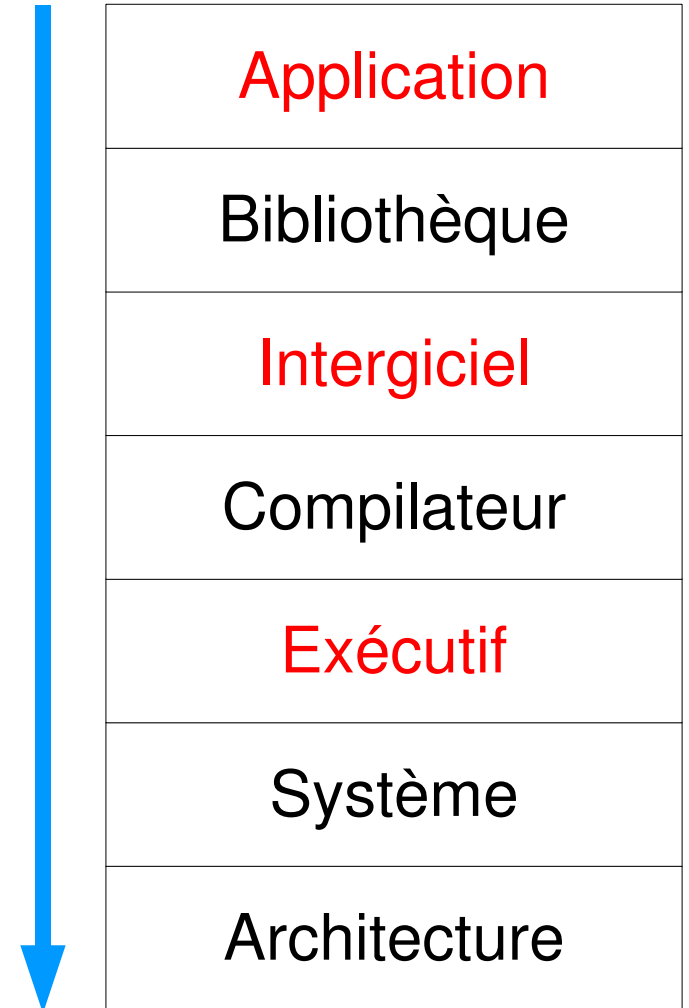 Application
Bibliothèque
Intergiciel
Compilateur
Exécutif
Système
Architecture